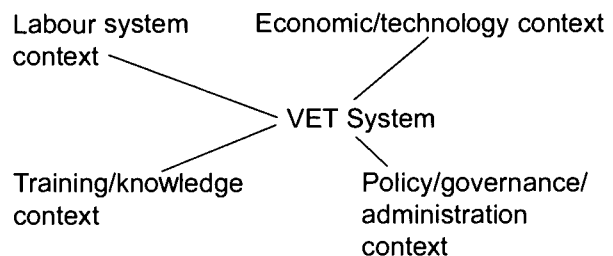 Labour system
context
Economic/technology context
VET System
Training/knowledge
context
Policy/governance/
administration
context